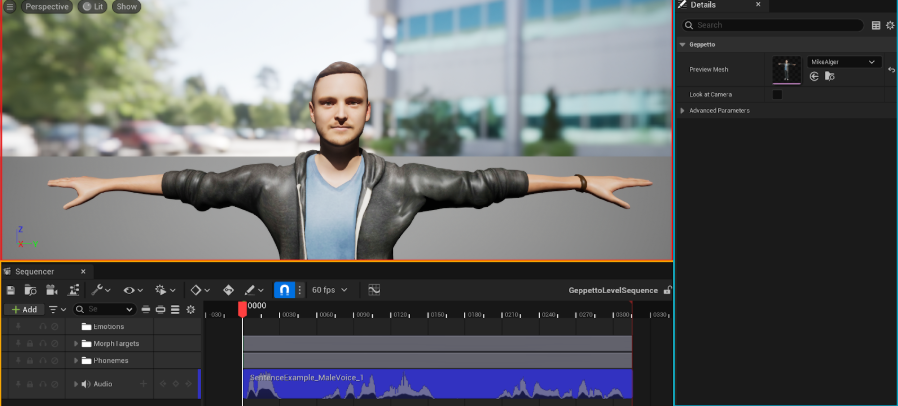 Perspective Lit Show
Details
Search
Geppetto
Preview Mesh MikeAlger
Look at Camera
Advanced Parameters
Z
X Y
Sequencer
60 fps GeppettoLevelSequence
+ Add Se 0000
-030 0030 0060 0090 0120 0150 0180 0210 0240 0270 0300 0330
Emotions
MorphTargets
Phonemes
Audio SentenceExample_MaleVoice_1